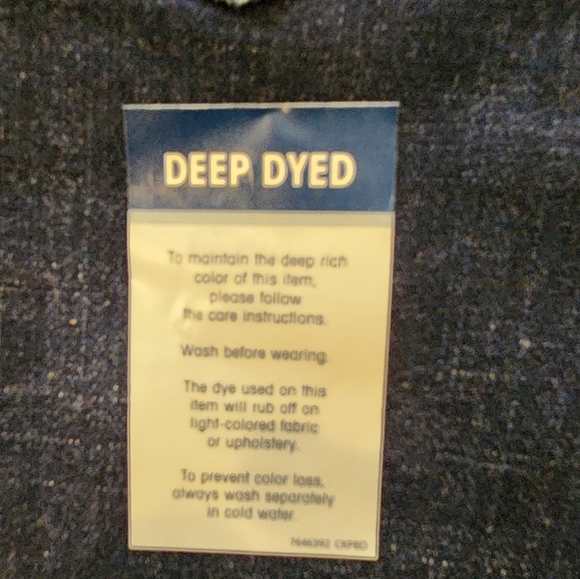 DEEP DYED
To maintain the deep rich
color of this item,
please follow
the care instructions.
Wash before wearing.
The dye used on this
item will rub off on
light-colored fabric
or upholstery.
To prevent color loss,
always wash separately
in cold water.